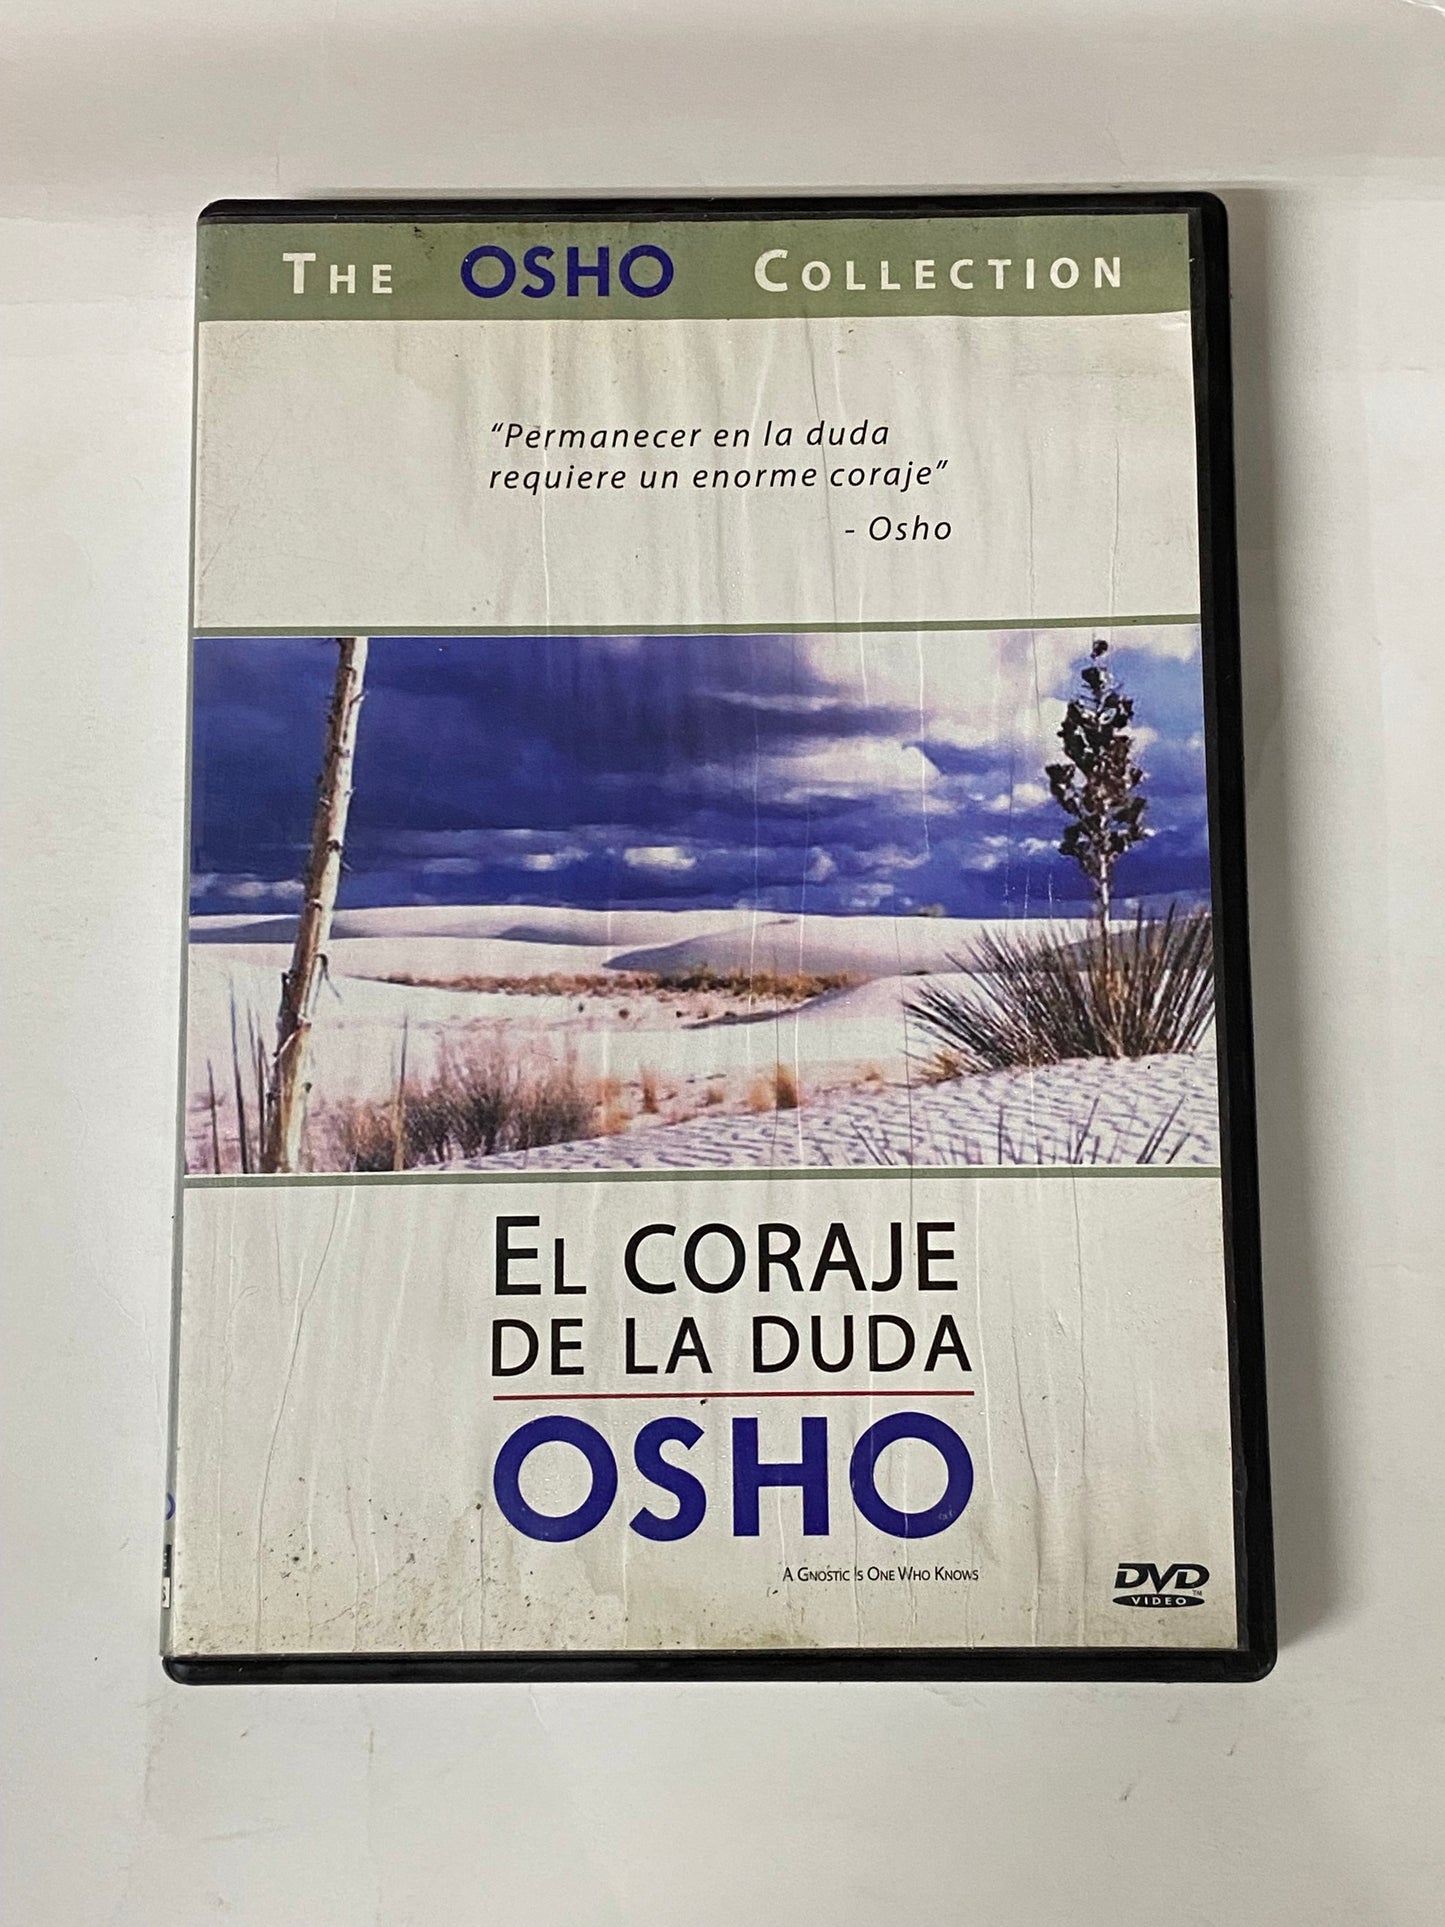 THE OSHO COLLECTION
“Permanecer en la duda
requiere un enorme coraje”
- Osho
EL CORAJE
DE LA DUDA
OSHO
A GNOSTIC IS ONE WHO KNOWS
DVD
VIDEO
TM